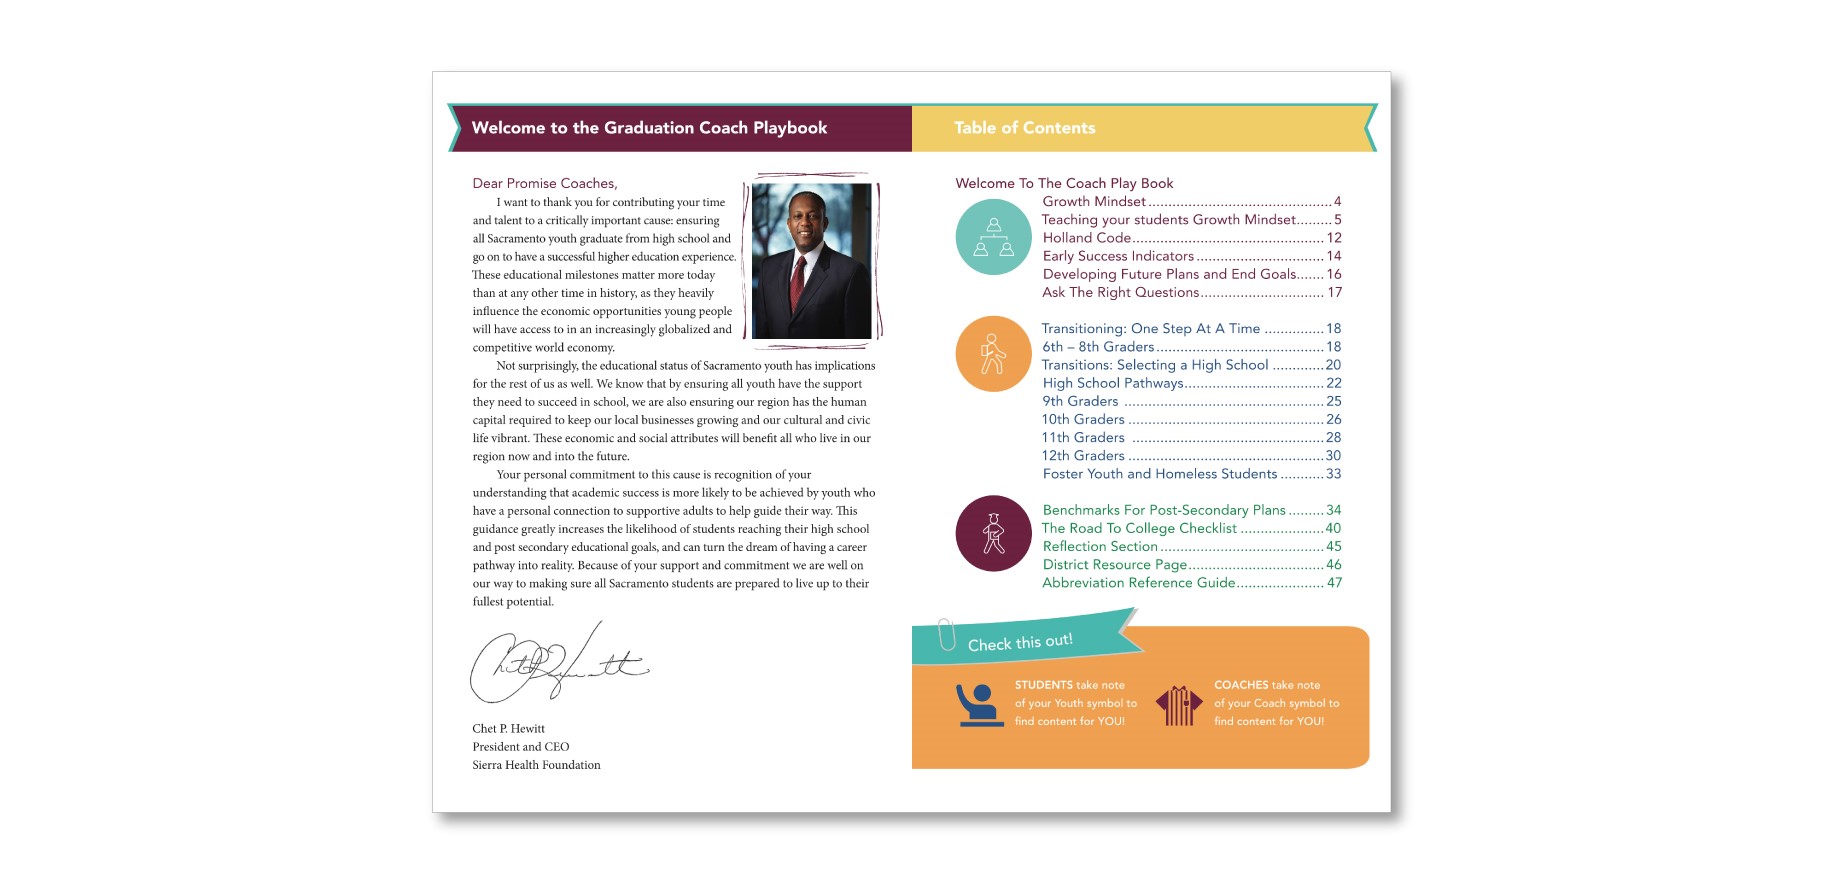 Welcome to the Graduation Coach Playbook
Dear Promise Coaches,
I want to thank you for contributing your time
and talent to a critically important cause: ensuring
all Sacramento youth graduate from high school and
go on to have a successful higher education experience.
These educational milestones matter more today
than at any other time in history, as they heavily
influence the economic opportunities young people
will have access to in an increasingly globalized and
competitive world economy.
Not surprisingly, the educational status of Sacramento youth has implications
for the rest of us as well. We know that by ensuring all youth have the support
they need to succeed in school, we are also ensuring our region has the human
capital required to keep our local businesses growing and our cultural and civic
life vibrant. These economic and social attributes will benefit all who live in our
region now and into the future.
Your personal commitment to this cause is recognition of your
understanding that academic success is more likely to be achieved by youth who
have a personal connection to supportive adults to help guide their way. This
guidance greatly increases the likelihood of students reaching their high school
and post secondary educational goals, and can turn the dream of having a career
pathway into reality. Because of your support and commitment we are well on
our way to making sure all Sacramento students are prepared to live up to their
fullest potential.
Chet P. Hewitt
Chet P. Hewitt
President and CEO
Sierra Health Foundation
Table of Contents
Welcome To The Coach Play Book
Growth Mindset ............................................ 4
Teaching your students Growth Mindset......... 5
Holland Code.............................................. 12
Early Success Indicators ............................... 14
Developing Future Plans and End Goals....... 16
Ask The Right Questions.............................. 17
Transitioning: One Step At A Time .............. 18
6th – 8th Graders ........................................ 18
Transitions: Selecting a High School ............ 20
High School Pathways................................. 22
9th Graders ................................................ 25
10th Graders ............................................... 26
11th Graders .............................................. 28
12th Graders ............................................... 30
Foster Youth and Homeless Students .......... 33
Benchmarks For Post-Secondary Plans ........ 34
The Road To College Checklist .................... 40
Reflection Section ....................................... 45
District Resource Page................................. 46
Abbreviation Reference Guide..................... 47
Check this out!
STUDENTS take note
of your Youth symbol to
find content for YOU!
COACHES take note
of your Coach symbol to
find content for YOU!